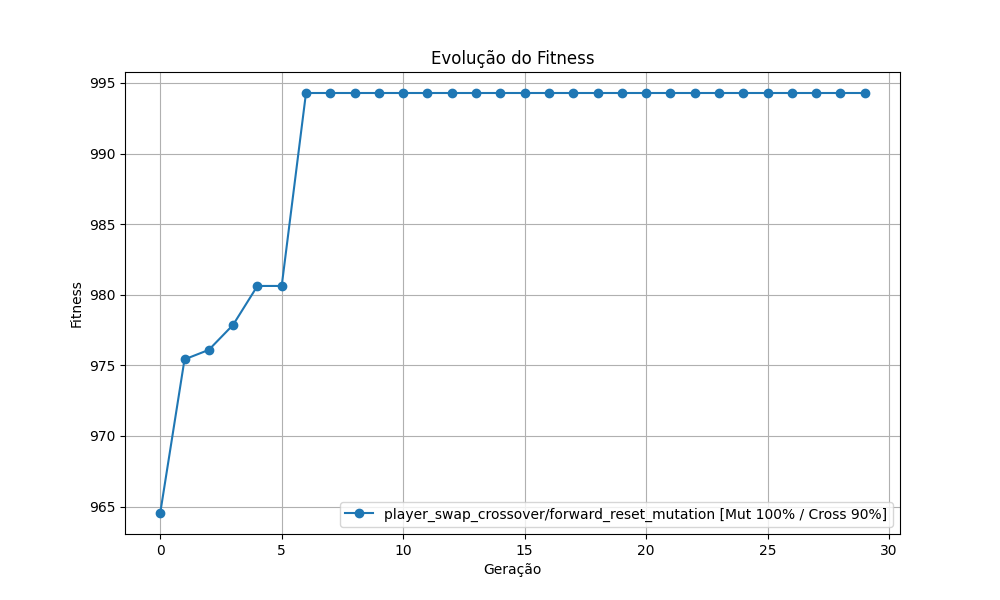 Evolução do Fitness
995
990
985
980
975
970
965
Fitness
player_swap_crossover/forward_reset_mutation [Mut 100% / Cross 90%]
0 5 10 15 20 25 30
Geração